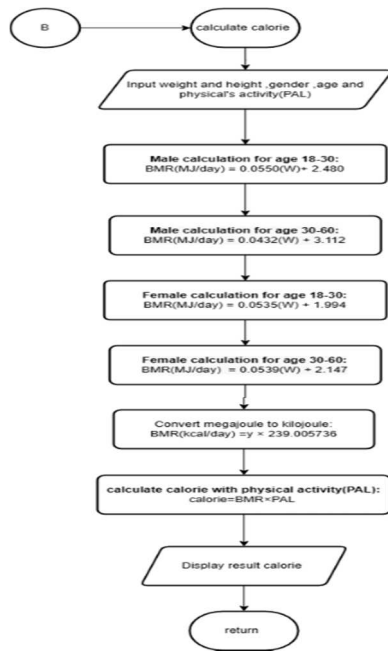 B
calculate calorie
Input weight and height ,gender ,age and
physical's activity(PAL)
Male calculation for age 18-30:
BMR(MJ/day) = 0.0550(W)+ 2.480
Male calculation for age 30-60:
BMR(MJ/day) = 0.0432(W) + 3.112
Female calculation for age 18-30:
BMR(MJ/day) = 0.0535(W) + 1.994
Female calculation for age 30-60:
BMR(MJ/day) = 0.0539(W) + 2.147
Convert megajoule to kilojoule:
BMR(kcal/day) =y × 239.005736
calculate calorie with physical activity(PAL):
calorie=BMR×PAL
Display result calorie
return